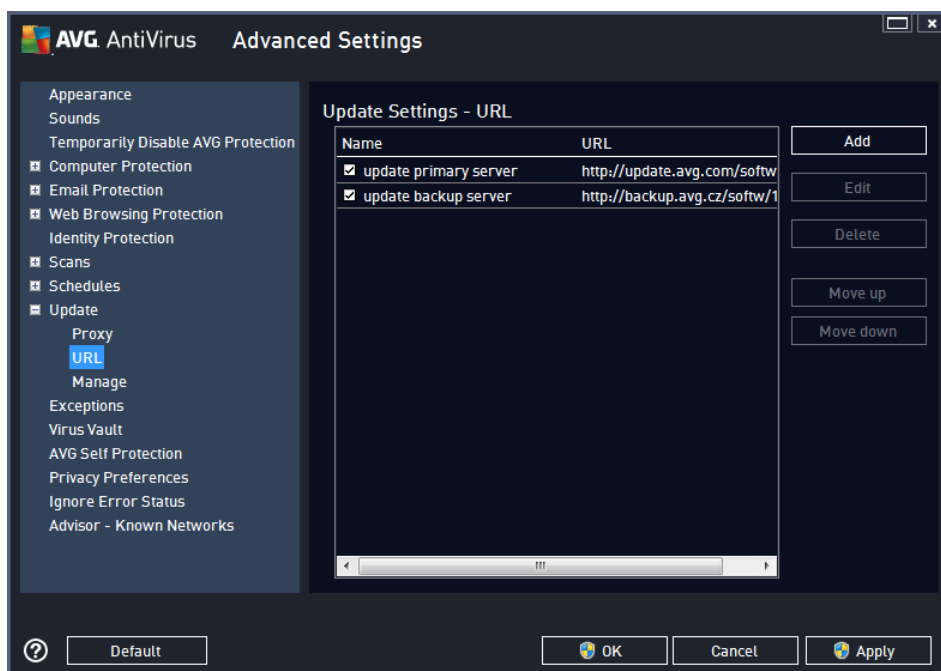 AVG AntiVirus Advanced Settings
Appearance
Sounds
Temporarily Disable AVG Protection
Computer Protection
Email Protection
Web Browsing Protection
Identity Protection
Scans
Schedules
Update
Proxy
URL
Manage
Exceptions
Virus Vault
AVG Self Protection
Privacy Preferences
Ignore Error Status
Advisor - Known Networks
Update Settings - URL
Name URL
update primary server http://update.avg.com/softw
update backup server http://backup.avg.cz/softw/1
Add
Edit
Delete
Move up
Move down
? Default OK Cancel Apply